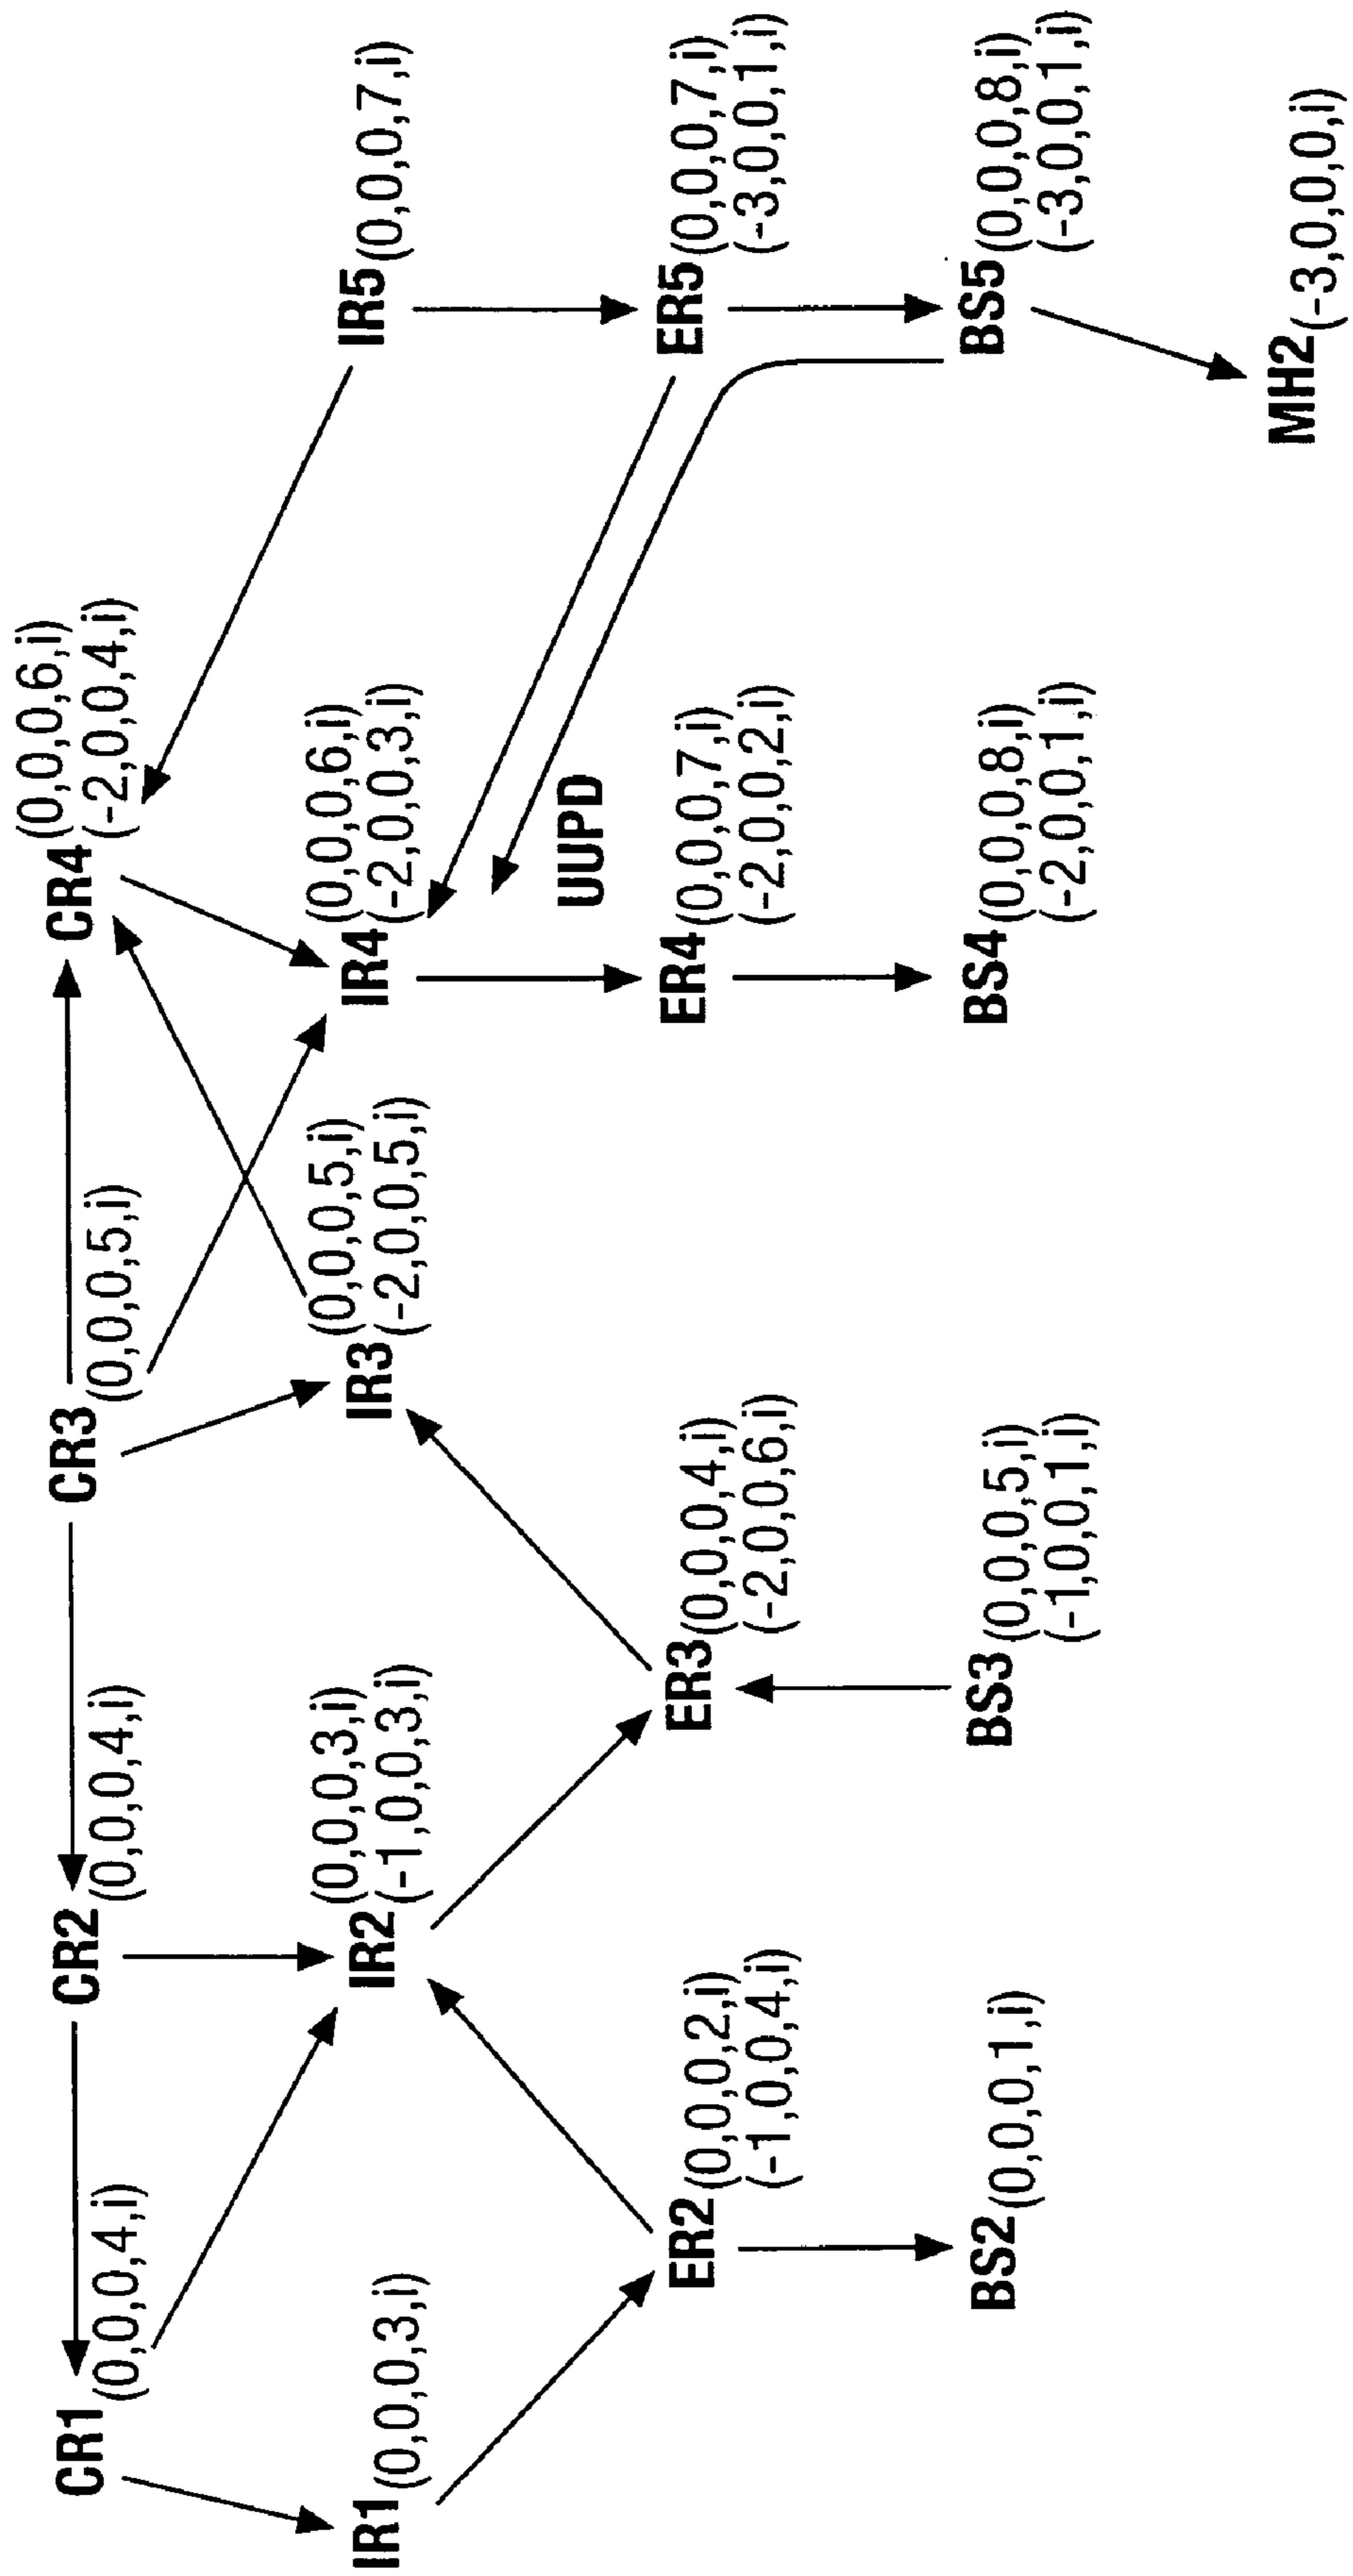 CR1 (0,0,0,4,i)
CR2 (0,0,0,4,i)
CR3 (0,0,0,5,i)
CR4 (0,0,0,6,i)
(-2,0,0,4,i)
IR1 (0,0,0,3,i)
IR2 (0,0,0,3,i)
(-1,0,0,3,i)
IR3 (0,0,0,5,i)
(-2,0,0,5,i)
IR4 (0,0,0,6,i)
(-2,0,0,3,i)
IR5 (0,0,0,7,i)
UUPD
ER2 (0,0,0,2,i)
(-1,0,0,4,i)
ER3 (0,0,0,4,i)
(-2,0,0,6,i)
ER4 (0,0,0,7,i)
(-2,0,0,2,i)
ER5 (0,0,0,7,i)
(-3,0,0,1,i)
BS2 (0,0,0,1,i)
BS3 (0,0,0,5,i)
(-1,0,0,1,i)
BS4 (0,0,0,8,i)
(-2,0,0,1,i)
BS5 (0,0,0,8,i)
(-3,0,0,1,i)
MH2 (-3,0,0,0,i)